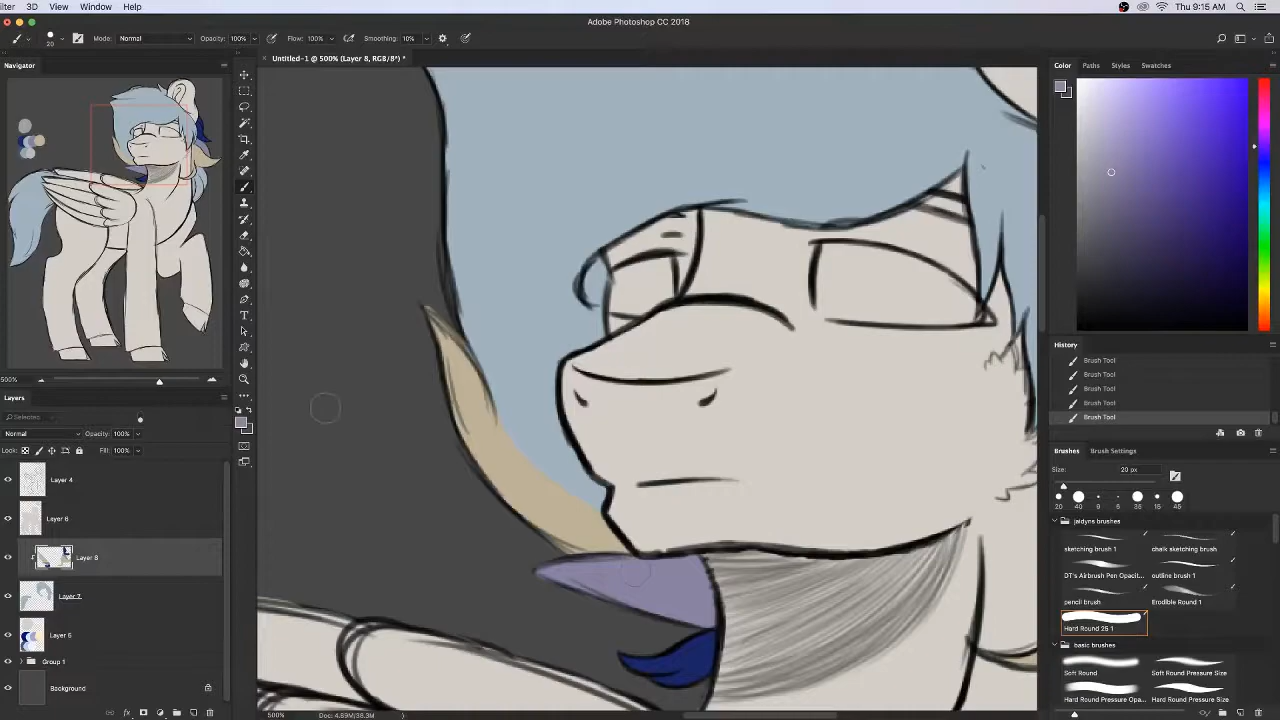 liter 3D View Window Help Thu 9:15 AM
Adobe Photoshop CC 2018
20 Mode: Normal Opacity: 100% Flow: 100% Smoothing: 10%
Navigator
Untitled-1 @ 500% (Layer 8, RGB/8*) *
Color Paths Styles Swatches
500%
History
Brush Tool
Brush Tool
Brush Tool
Brush Tool
Brush Tool
Layers
Selected
Normal Opacity: 100%
Lock: Fill: 100%
Layer 4
Layer 6
Layer 8
Layer 7
Layer 5
Group 1
Background
Brushes Brush Settings
Size: 20 px
20 40 9 6 35 15 45
jaidyns brushes
sketching brush 1 chalk sketching brush
DT's Airbrush Pen Opacit... outline brush 1
pencil brush Erodible Round 1
Hard Round 25 1
basic brushes
Soft Round Soft Round Pressure Size
Hard Round Pressure Opa... Hard Round Pressure Size
500% Doc: 4.89M/38.3M